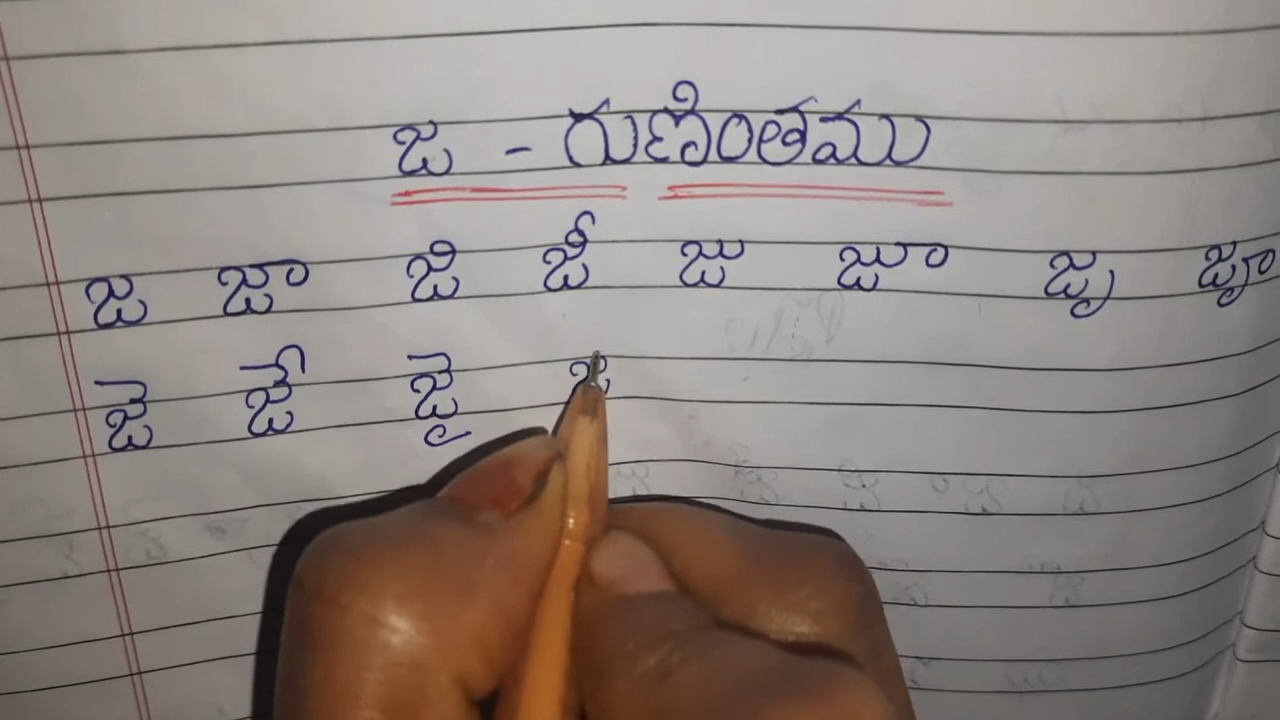 జ - గుణింతము
జ జా జి జీ జు జూ జృ జౄ
జె జే జై జ